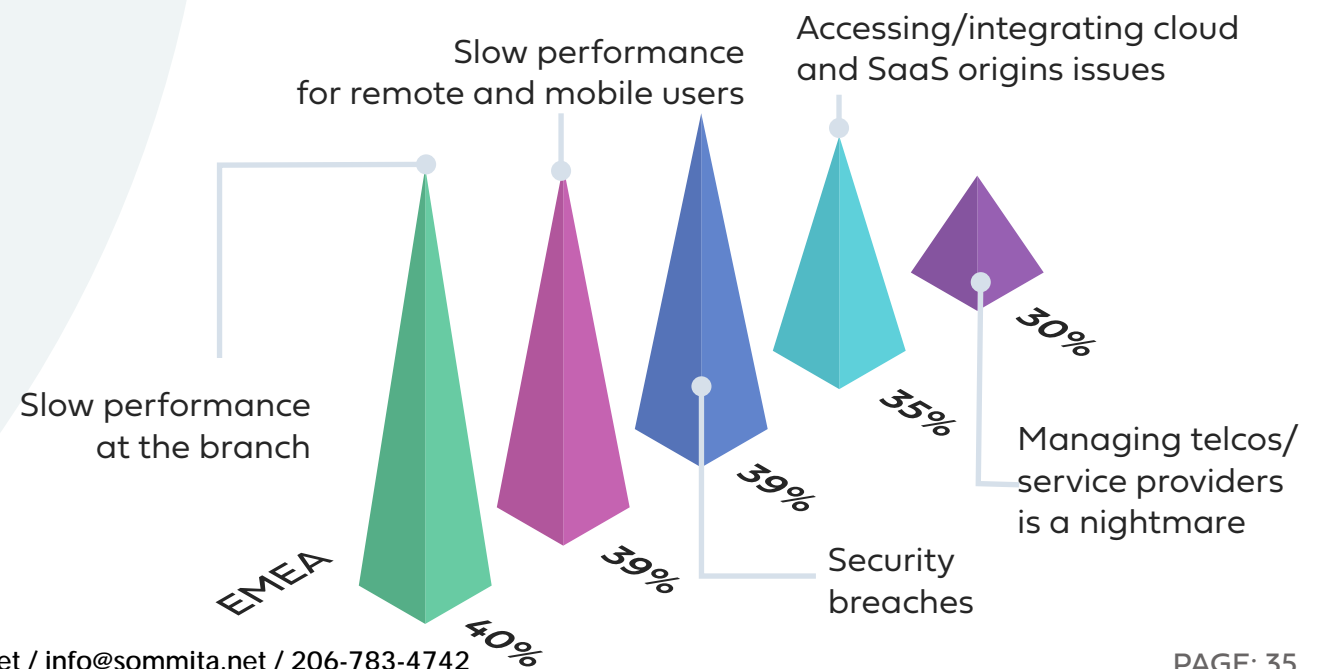 Accessing/integrating cloud
and SaaS origins issues
Slow performance
for remote and mobile users
Slow performance
at the branch
30%
35%
Managing telcos/
service providers
is a nightmare
39%
Security
breaches
39%
EMEA
40%
et / info@sommita.net / 206-783-4742
PAGE: 35